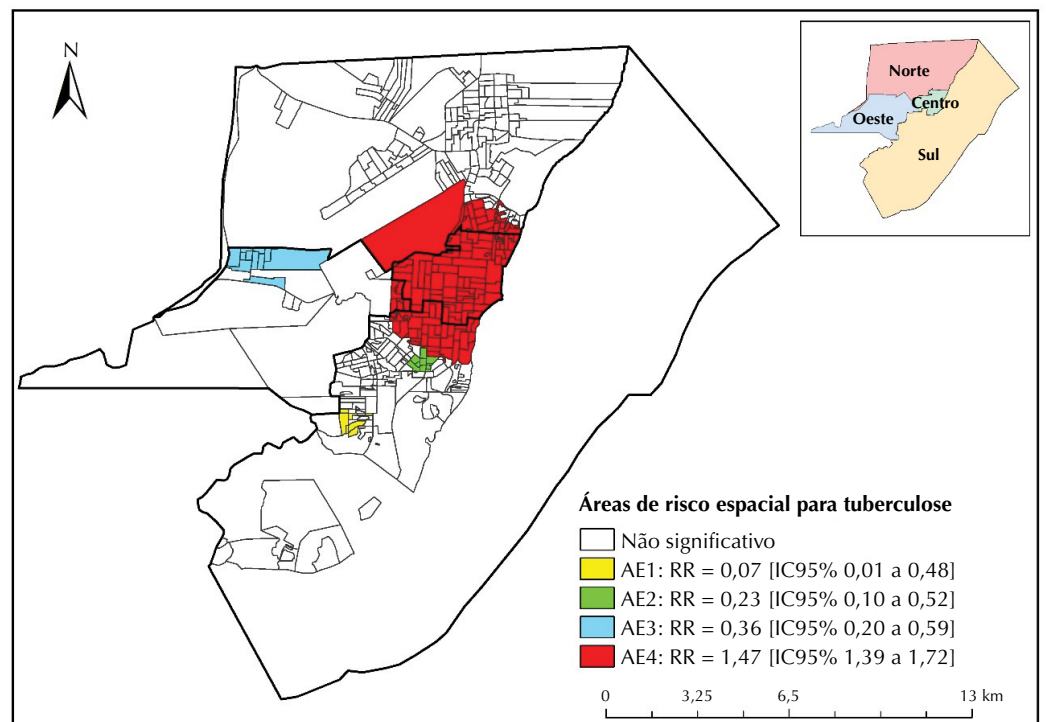 N
Norte
Centro
Oeste
Sul
Áreas de risco espacial para tuberculose
Não significativo
AE1: RR = 0,07 [IC95% 0,01 a 0,48]
AE2: RR = 0,23 [IC95% 0,10 a 0,52]
AE3: RR = 0,36 [IC95% 0,20 a 0,59]
AE4: RR = 1,47 [IC95% 1,39 a 1,72]
0 3,25 6,5 13 km